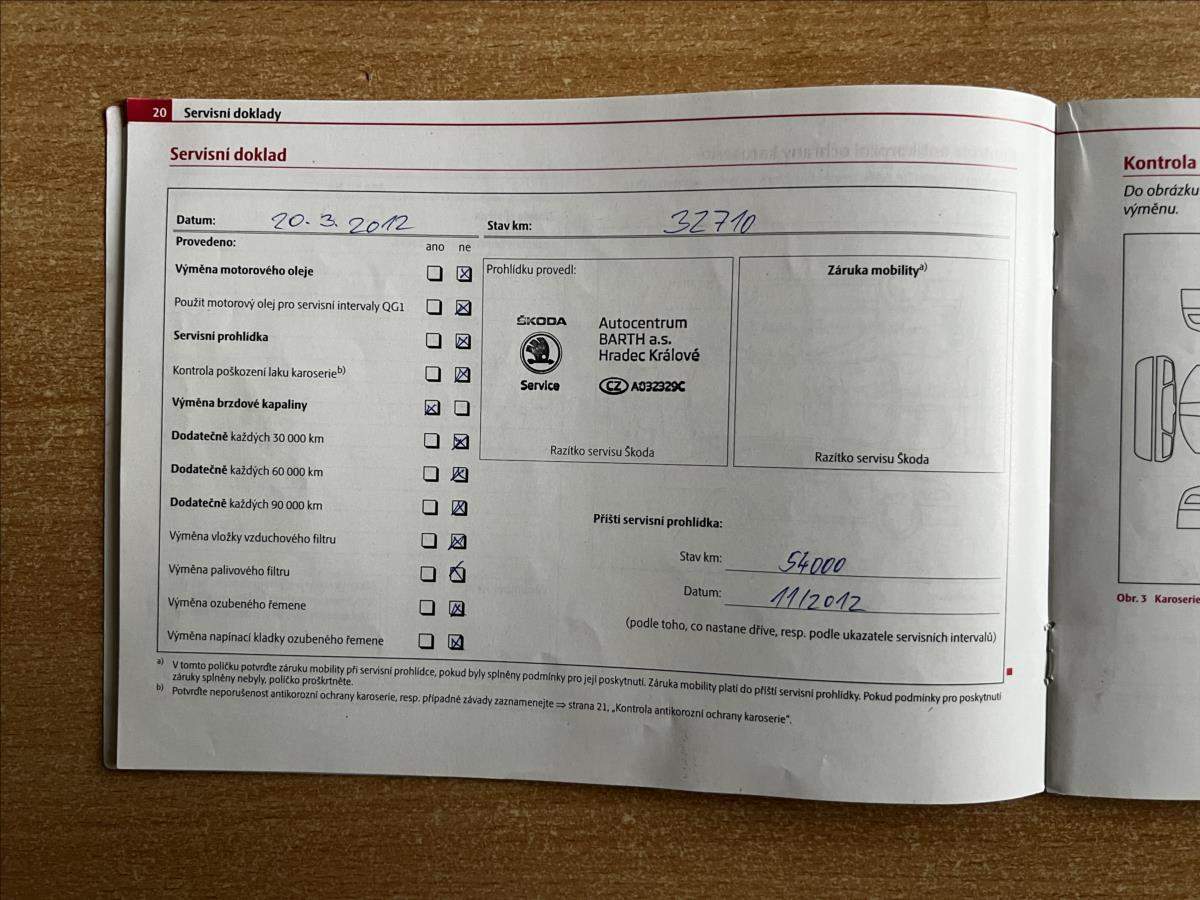 20 Servisní doklady
Servisní doklad
Datum: 20. 3. 2012 Stav km: 32710
Provedeno: ano ne
Výměna motorového oleje
Použit motorový olej pro servisní intervaly QG1
Servisní prohlídka
Kontrola poškození laku karoserie b)
Výměna brzdové kapaliny
Dodatečně každých 30 000 km
Dodatečně každých 60 000 km
Dodatečně každých 90 000 km
Výměna vložky vzduchového filtru
Výměna palivového filtru
Výměna ozubeného řemene
Výměna napínací kladky ozubeného řemene
Prohlídku provedl:
ŠKODA
Service
Autocentrum
BARTH a.s.
Hradec Králové
CZ A032329C
Razítko servisu Škoda
Záruka mobility a)
Razítko servisu Škoda
Příští servisní prohlídka:
Stav km: 54000
Datum: 11/2012
(podle toho, co nastane dříve, resp. podle ukazatele servisních intervalů)
a) V tomto políčku potvrďte záruku mobility při servisní prohlídce, pokud byly splněny podmínky pro její poskytnutí. Záruka mobility platí do příští servisní prohlídky. Pokud podmínky pro poskytnutí
záruky splněny nebyly, políčko proškrtněte.
b) Potvrďte neporušenost antikorozní ochrany karoserie, resp. případné závady zaznamenejte ⇒ strana 21, „Kontrola antikorozní ochrany karoserie“.
Kontrola
Do obrázku
výměnu.
Obr. 3 Karoserie